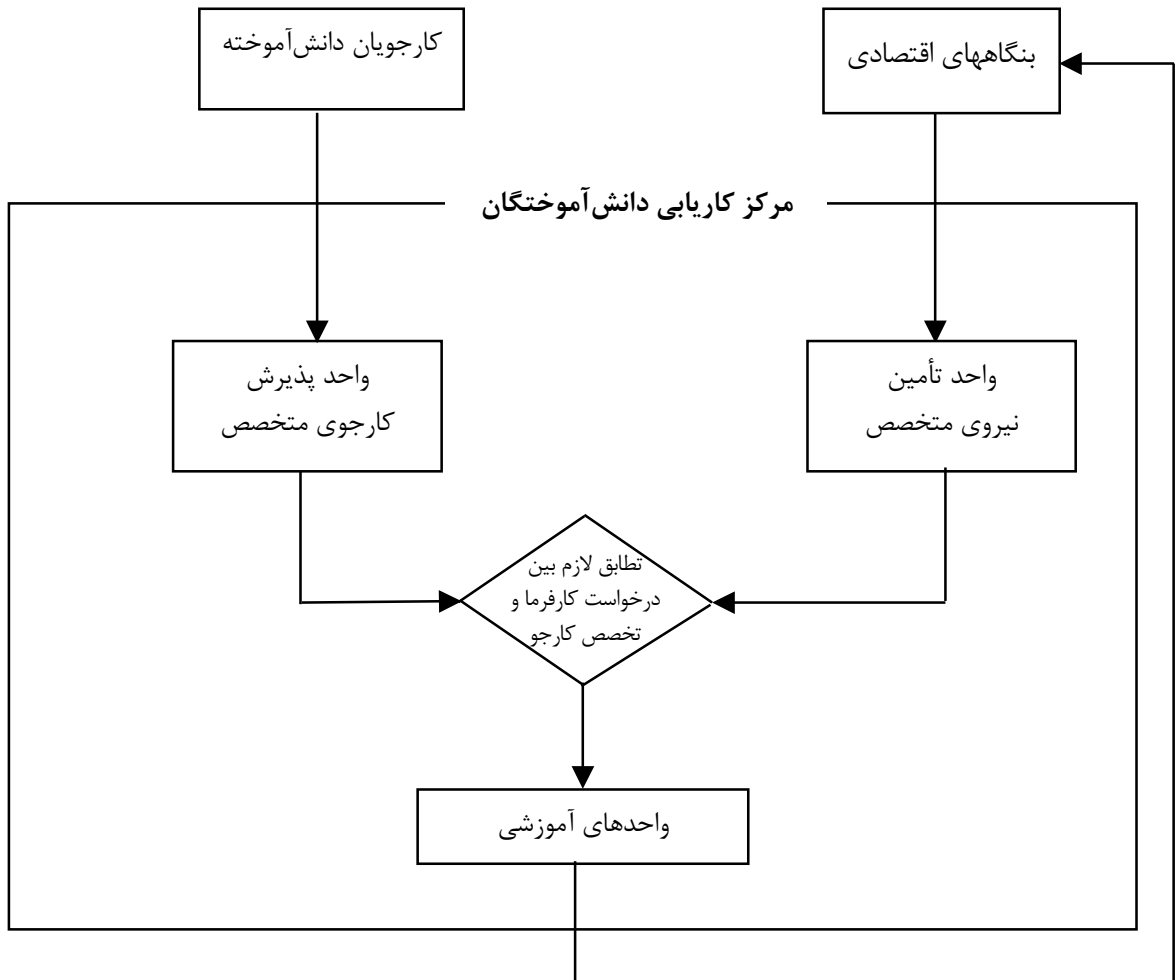 کارجویان دانش‌آموخته
بنگاههای اقتصادی
مرکز کاریابی دانش‌آموختگان
واحد پذیرش
کارجوی متخصص
واحد تأمین
نیروی متخصص
تطابق لازم بین
درخواست کارفرما و
تخصص کارجو
واحدهای آموزشی